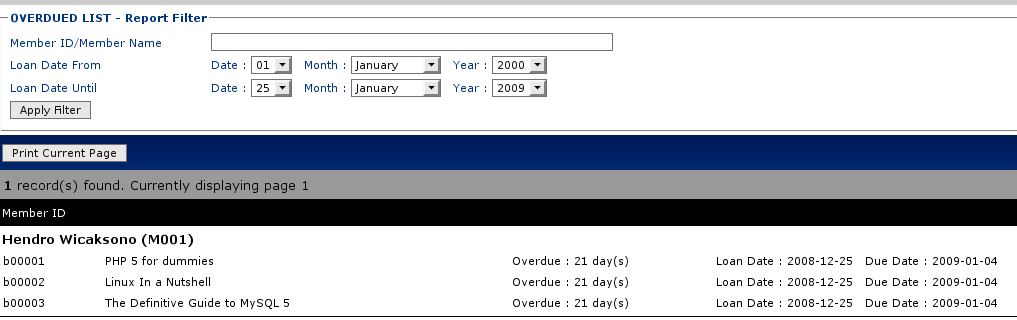 OVERDUED LIST - Report Filter
Member ID/Member Name
Loan Date From Date : 01 Month : January Year : 2000
Loan Date Until Date : 25 Month : January Year : 2009
Apply Filter
Print Current Page
1 record(s) found. Currently displaying page 1
Member ID
Hendro Wicaksono (M001)
b00001 PHP 5 for dummies Overdue : 21 day(s) Loan Date : 2008-12-25 Due Date : 2009-01-04
b00002 Linux In a Nutshell Overdue : 21 day(s) Loan Date : 2008-12-25 Due Date : 2009-01-04
b00003 The Definitive Guide to MySQL 5 Overdue : 21 day(s) Loan Date : 2008-12-25 Due Date : 2009-01-04